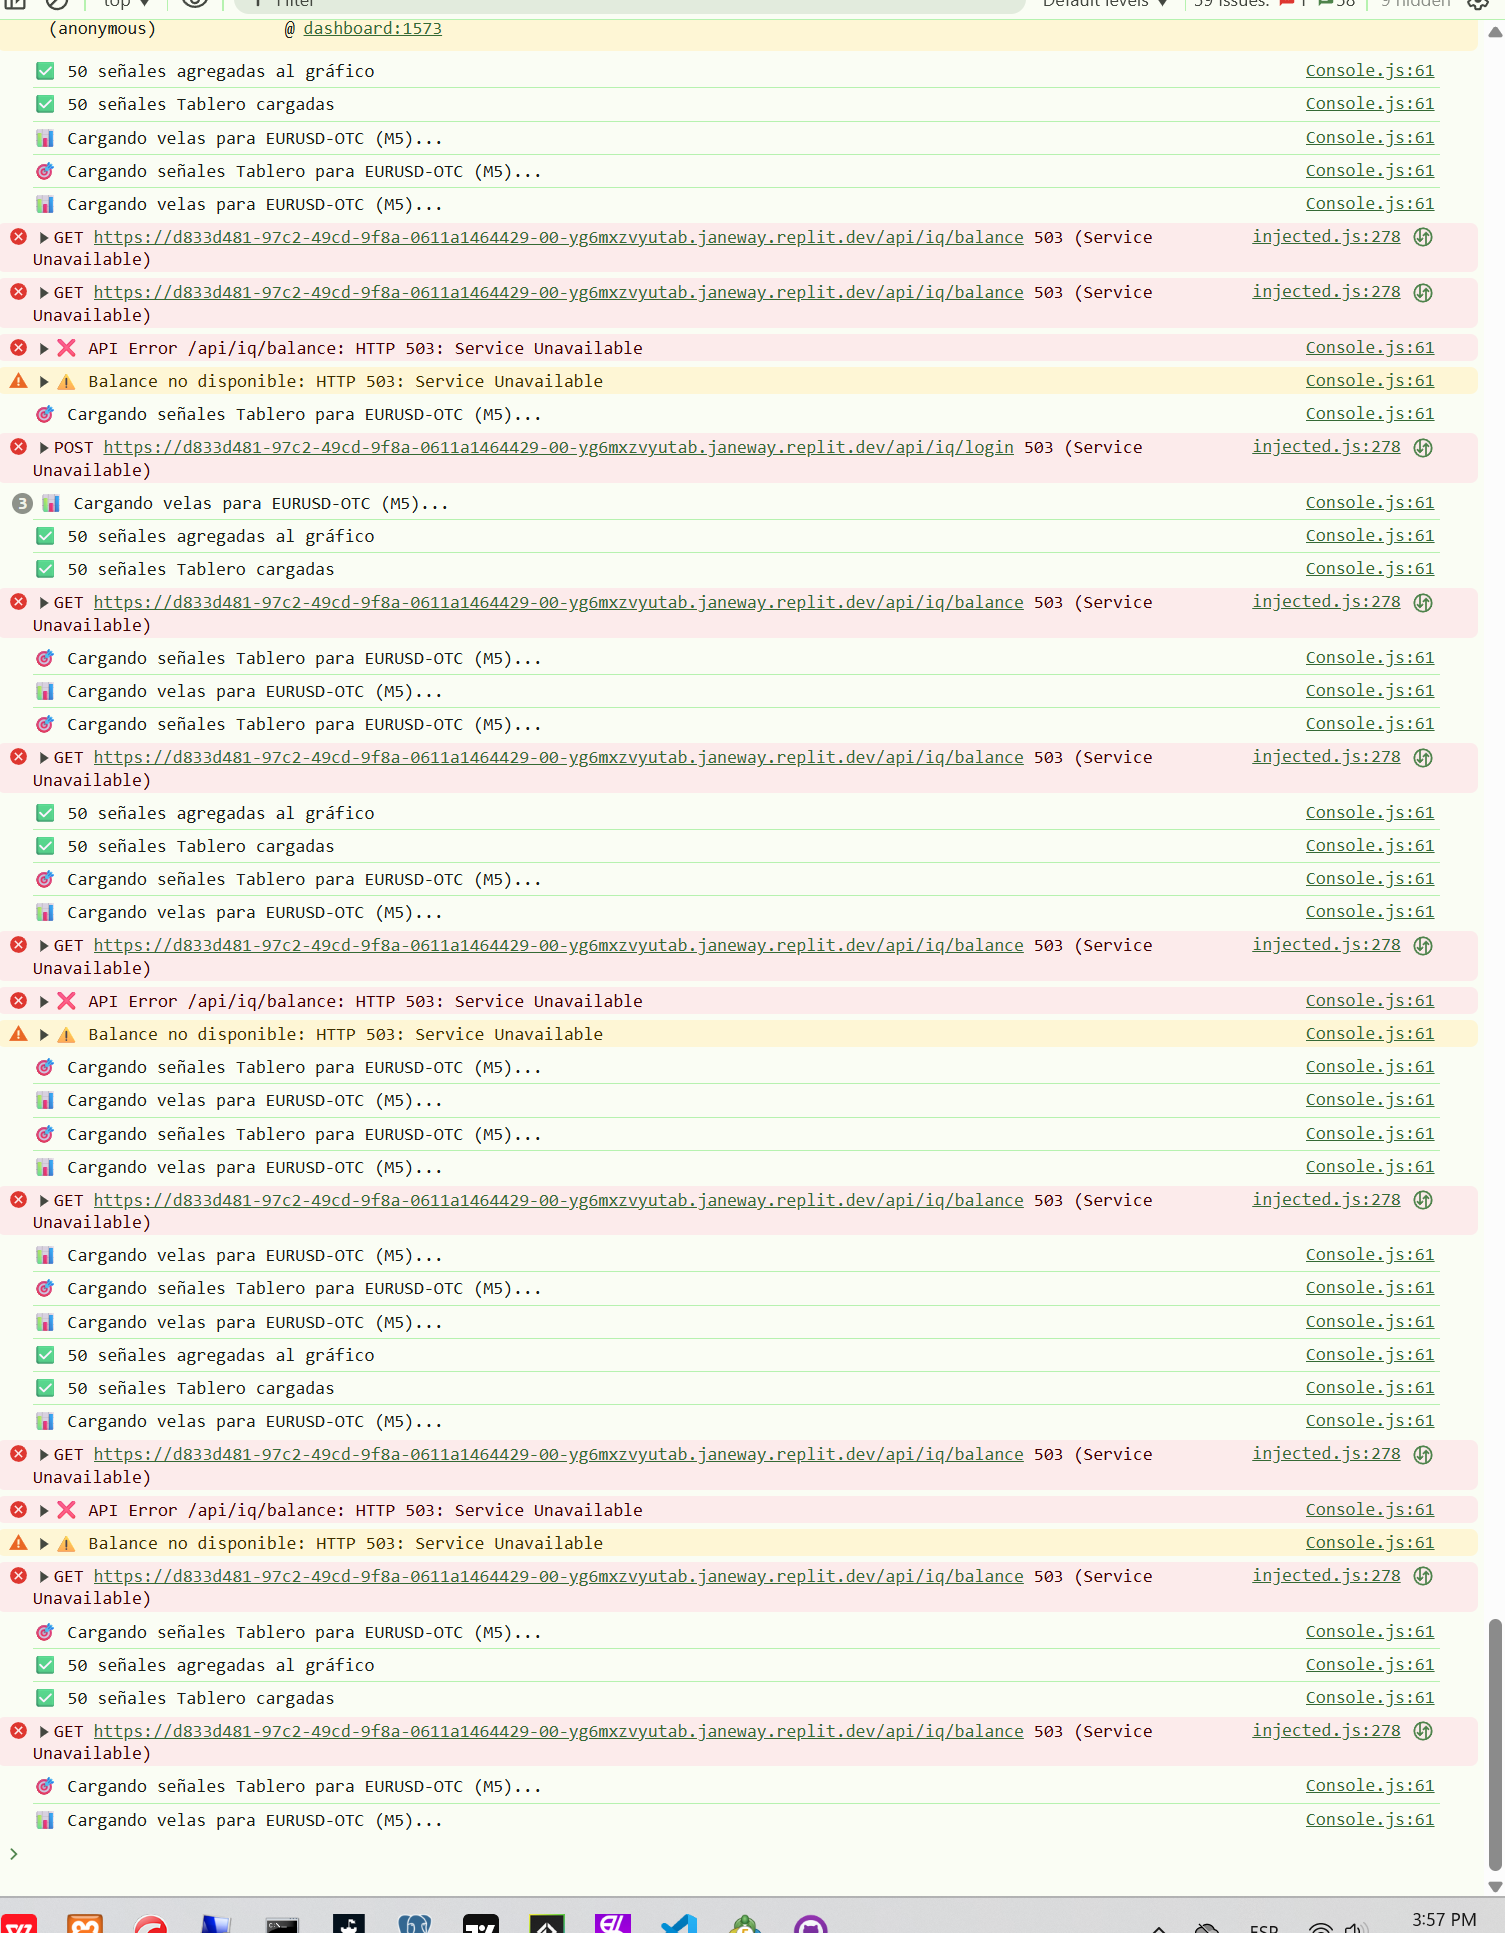 top ▼
Filter
Default levels ▼
59 Issues: 1 58
9 hidden
(anonymous) @ dashboard:1573
✅ 50 señales agregadas al gráfico Console.js:61
✅ 50 señales Tablero cargadas Console.js:61
📊 Cargando velas para EURUSD-OTC (M5)... Console.js:61
🎯 Cargando señales Tablero para EURUSD-OTC (M5)... Console.js:61
📊 Cargando velas para EURUSD-OTC (M5)... Console.js:61
GET https://d833d481-97c2-49cd-9f8a-0611a1464429-00-yg6mxzvyutab.janeway.replit.dev/api/iq/balance 503 (Service injected.js:278
Unavailable)
GET https://d833d481-97c2-49cd-9f8a-0611a1464429-00-yg6mxzvyutab.janeway.replit.dev/api/iq/balance 503 (Service injected.js:278
Unavailable)
❌ API Error /api/iq/balance: HTTP 503: Service Unavailable Console.js:61
⚠️ Balance no disponible: HTTP 503: Service Unavailable Console.js:61
🎯 Cargando señales Tablero para EURUSD-OTC (M5)... Console.js:61
POST https://d833d481-97c2-49cd-9f8a-0611a1464429-00-yg6mxzvyutab.janeway.replit.dev/api/iq/login 503 (Service injected.js:278
Unavailable)
3 📊 Cargando velas para EURUSD-OTC (M5)... Console.js:61
✅ 50 señales agregadas al gráfico Console.js:61
✅ 50 señales Tablero cargadas Console.js:61
GET https://d833d481-97c2-49cd-9f8a-0611a1464429-00-yg6mxzvyutab.janeway.replit.dev/api/iq/balance 503 (Service injected.js:278
Unavailable)
🎯 Cargando señales Tablero para EURUSD-OTC (M5)... Console.js:61
📊 Cargando velas para EURUSD-OTC (M5)... Console.js:61
🎯 Cargando señales Tablero para EURUSD-OTC (M5)... Console.js:61
GET https://d833d481-97c2-49cd-9f8a-0611a1464429-00-yg6mxzvyutab.janeway.replit.dev/api/iq/balance 503 (Service injected.js:278
Unavailable)
✅ 50 señales agregadas al gráfico Console.js:61
✅ 50 señales Tablero cargadas Console.js:61
🎯 Cargando señales Tablero para EURUSD-OTC (M5)... Console.js:61
📊 Cargando velas para EURUSD-OTC (M5)... Console.js:61
GET https://d833d481-97c2-49cd-9f8a-0611a1464429-00-yg6mxzvyutab.janeway.replit.dev/api/iq/balance 503 (Service injected.js:278
Unavailable)
❌ API Error /api/iq/balance: HTTP 503: Service Unavailable Console.js:61
⚠️ Balance no disponible: HTTP 503: Service Unavailable Console.js:61
🎯 Cargando señales Tablero para EURUSD-OTC (M5)... Console.js:61
📊 Cargando velas para EURUSD-OTC (M5)... Console.js:61
🎯 Cargando señales Tablero para EURUSD-OTC (M5)... Console.js:61
📊 Cargando velas para EURUSD-OTC (M5)... Console.js:61
GET https://d833d481-97c2-49cd-9f8a-0611a1464429-00-yg6mxzvyutab.janeway.replit.dev/api/iq/balance 503 (Service injected.js:278
Unavailable)
📊 Cargando velas para EURUSD-OTC (M5)... Console.js:61
🎯 Cargando señales Tablero para EURUSD-OTC (M5)... Console.js:61
📊 Cargando velas para EURUSD-OTC (M5)... Console.js:61
✅ 50 señales agregadas al gráfico Console.js:61
✅ 50 señales Tablero cargadas Console.js:61
📊 Cargando velas para EURUSD-OTC (M5)... Console.js:61
GET https://d833d481-97c2-49cd-9f8a-0611a1464429-00-yg6mxzvyutab.janeway.replit.dev/api/iq/balance 503 (Service injected.js:278
Unavailable)
❌ API Error /api/iq/balance: HTTP 503: Service Unavailable Console.js:61
⚠️ Balance no disponible: HTTP 503: Service Unavailable Console.js:61
GET https://d833d481-97c2-49cd-9f8a-0611a1464429-00-yg6mxzvyutab.janeway.replit.dev/api/iq/balance 503 (Service injected.js:278
Unavailable)
🎯 Cargando señales Tablero para EURUSD-OTC (M5)... Console.js:61
✅ 50 señales agregadas al gráfico Console.js:61
✅ 50 señales Tablero cargadas Console.js:61
GET https://d833d481-97c2-49cd-9f8a-0611a1464429-00-yg6mxzvyutab.janeway.replit.dev/api/iq/balance 503 (Service injected.js:278
Unavailable)
🎯 Cargando señales Tablero para EURUSD-OTC (M5)... Console.js:61
📊 Cargando velas para EURUSD-OTC (M5)... Console.js:61
ESP
3:57 PM